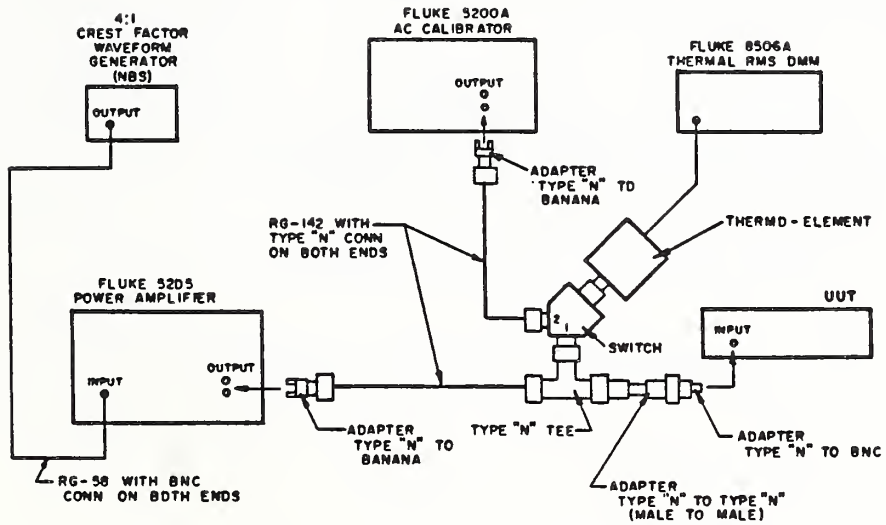 4:1
CREST FACTOR
WAVEFORM
GENERATOR
(NBS)
OUTPUT
FLUKE 5200A
AC CALIBRATOR
OUTPUT
FLUKE 8506A
THERMAL RMS DMM
ADAPTER
TYPE "N" TO
BANANA
RG-142 WITH
TYPE "N" CONN
ON BOTH ENDS
THERMO-ELEMENT
FLUKE 5205
POWER AMPLIFIER
INPUT
OUTPUT
2
1
SWITCH
UUT
INPUT
ADAPTER
TYPE "N" TO
BANANA
TYPE "N" TEE
ADAPTER
TYPE "N" TO BNC
RG-58 WITH BNC
CONN ON BOTH ENDS
ADAPTER
TYPE "N" TO TYPE "N"
(MALE TO MALE)